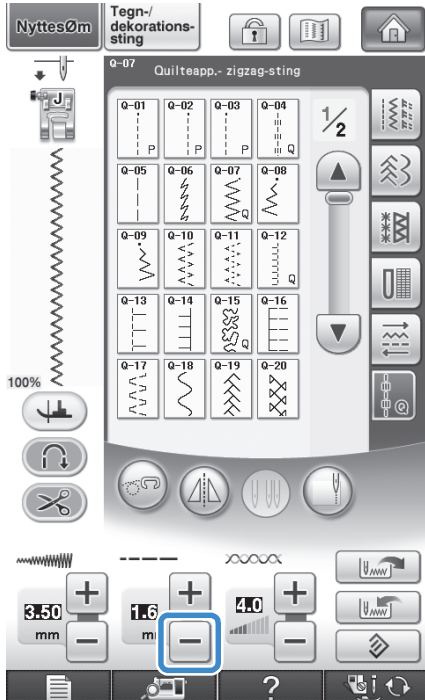 NyttesØm
Tegn-/
dekorations-
sting
Q-07
Quilteapp.- zigzag-sting
J
Q-01 Q-02 Q-03 Q-04
P P P Q
1/2
Q-05 Q-06 Q-07 Q-08
Q
Q-09 Q-10 Q-11 Q-12
Q
Q-13 Q-14 Q-15 Q-16
Q
Q-17 Q-18 Q-19 Q-20
Q
100%
3.50 1.6 4.0
mm
?